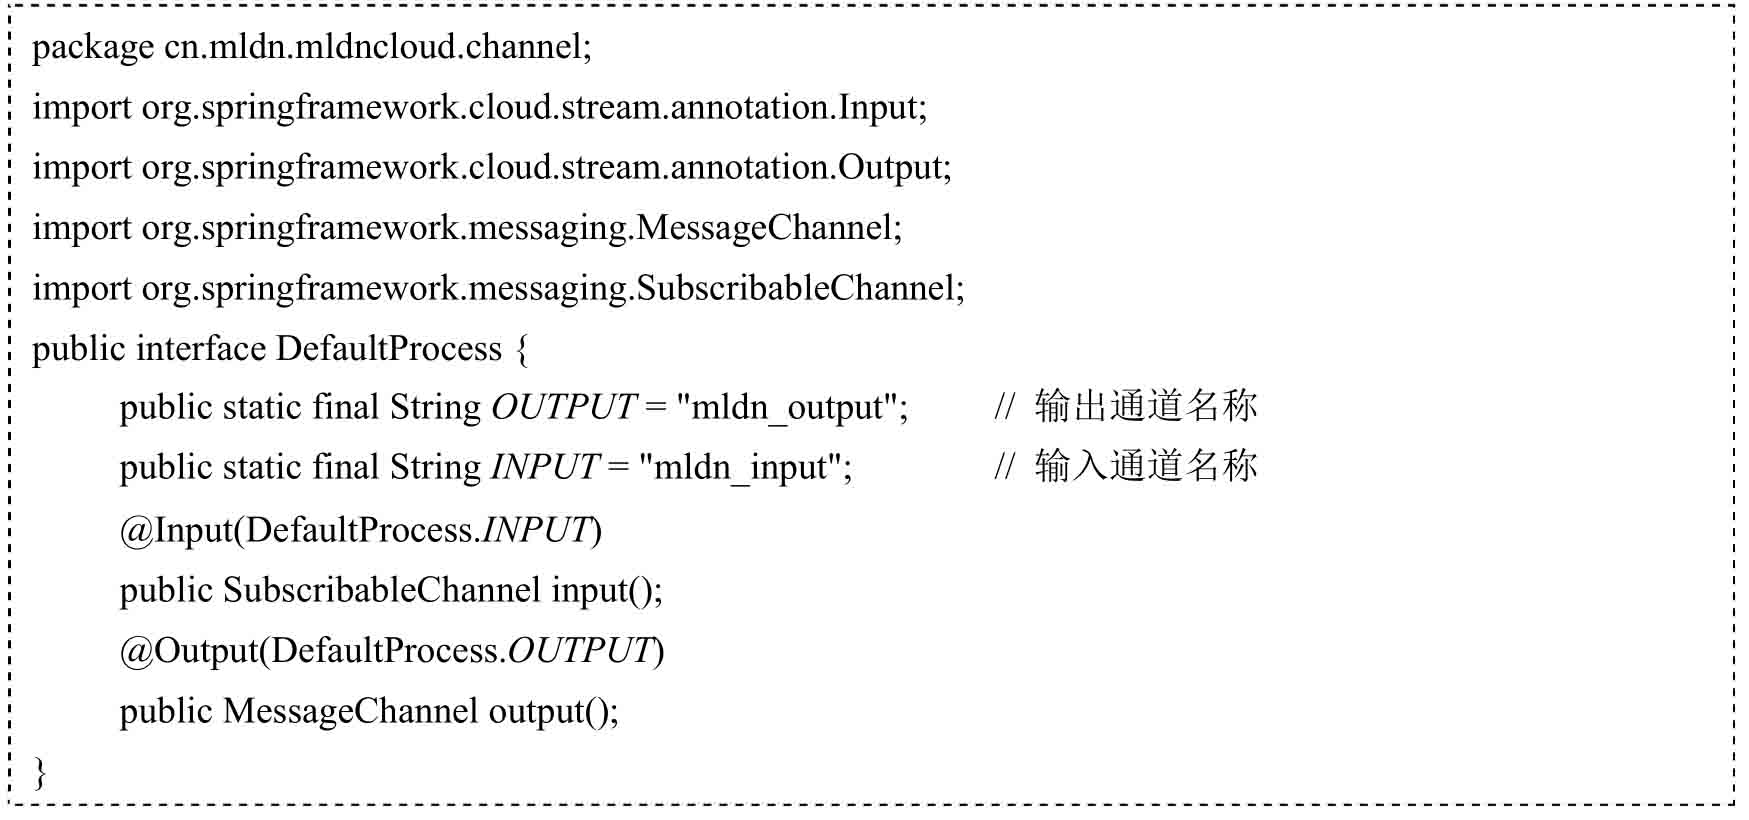 package cn.mldn.mldncloud.channel;
import org.springframework.cloud.stream.annotation.Input;
import org.springframework.cloud.stream.annotation.Output;
import org.springframework.messaging.MessageChannel;
import org.springframework.messaging.SubscribableChannel;
public interface DefaultProcess {
public static final String OUTPUT = "mldn_output"; // 输出通道名称
public static final String INPUT = "mldn_input"; // 输入通道名称
@Input(DefaultProcess.INPUT)
public SubscribableChannel input();
@Output(DefaultProcess.OUTPUT)
public MessageChannel output();
}